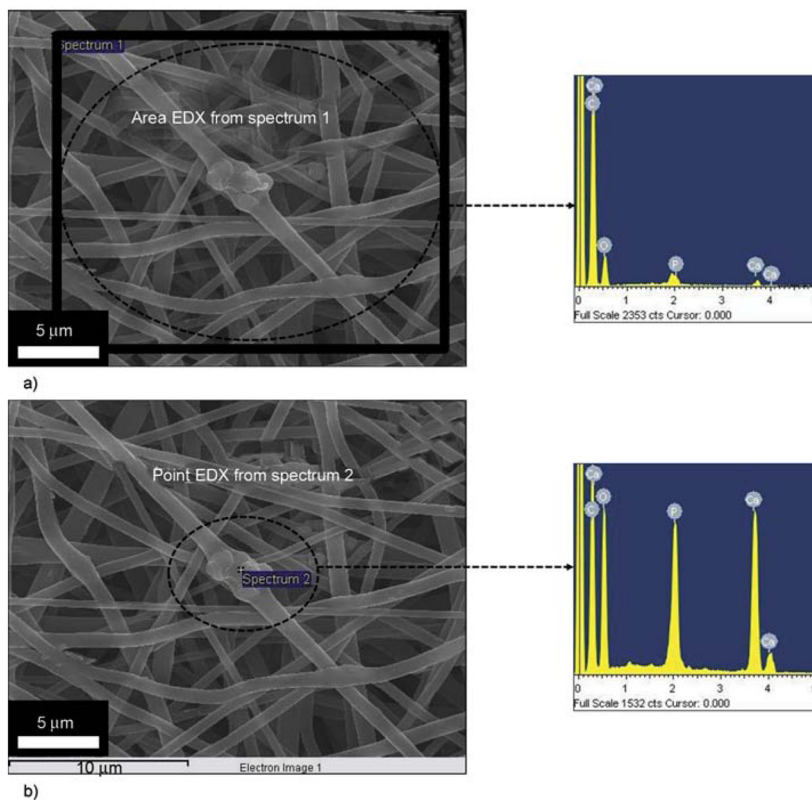 Spectrum 1
Area EDX from spectrum 1
5 µm
a)
Ca
C
O
P
Ca
Ca
0 1 2 3 4
Full Scale 2353 cts Cursor: 0.000
Point EDX from spectrum 2
Spectrum 2
5 µm
10 µm
Electron Image 1
b)
Ca
C
O
P
Ca
Ca
0 1 2 3 4
Full Scale 1532 cts Cursor: 0.000